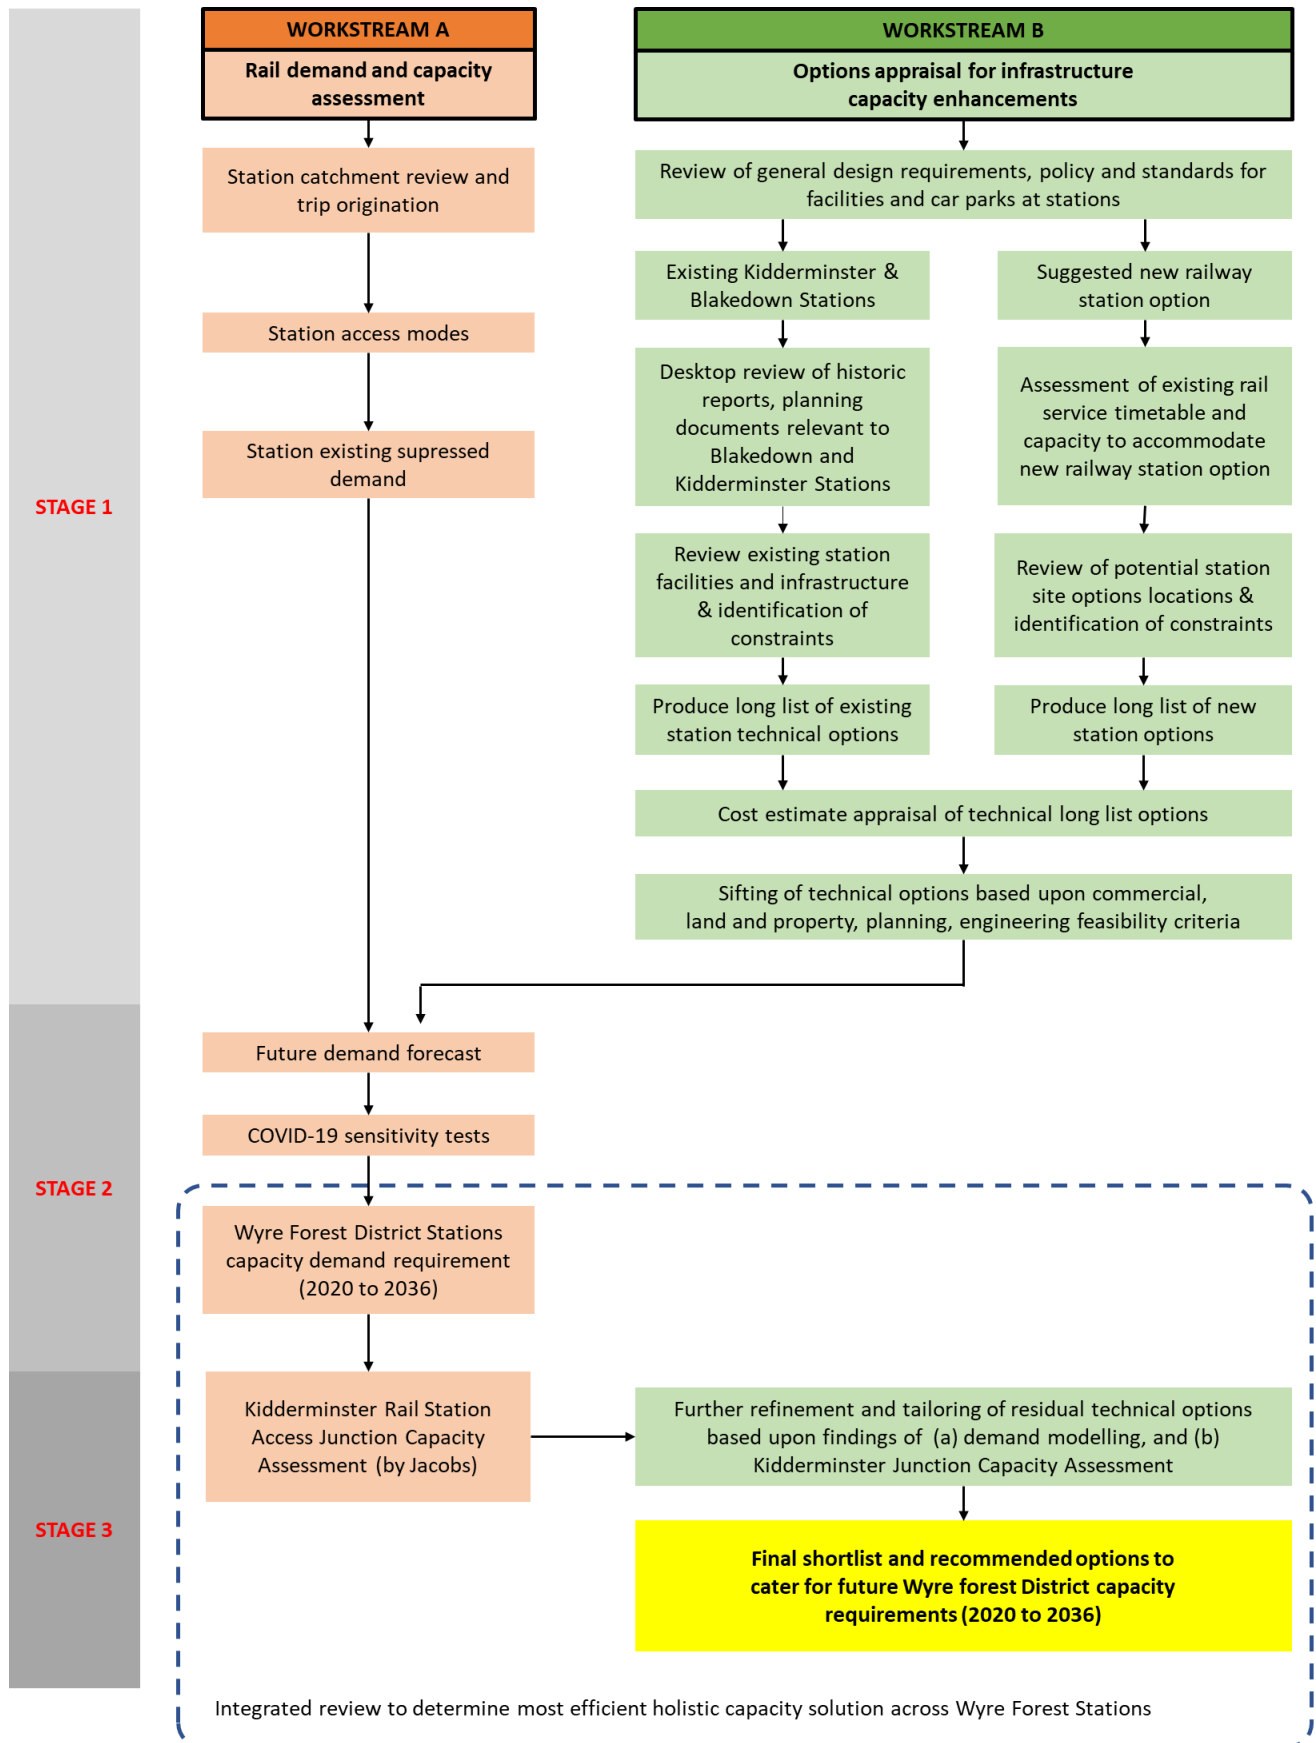 WORKSTREAM A
Rail demand and capacity
assessment
Station catchment review and
trip origination
Station access modes
Station existing supressed
demand
WORKSTREAM B
Options appraisal for infrastructure
capacity enhancements
Review of general design requirements, policy and standards for
facilities and car parks at stations
Existing Kidderminster &
Blakedown Stations
Desktop review of historic
reports, planning
documents relevant to
Blakedown and
Kidderminster Stations
Review existing station
facilities and infrastructure
& identification of
constraints
Produce long list of existing
station technical options
Suggested new railway
station option
Assessment of existing rail
service timetable and
capacity to accommodate
new railway station option
Review of potential station
site options locations &
identification of constraints
Produce long list of new
station options
Cost estimate appraisal of technical long list options
Sifting of technical options based upon commercial,
land and property, planning, engineering feasibility criteria
STAGE 1
Future demand forecast
COVID-19 sensitivity tests
STAGE 2
Wyre Forest District Stations
capacity demand requirement
(2020 to 2036)
Kidderminster Rail Station
Access Junction Capacity
Assessment (by Jacobs)
Further refinement and tailoring of residual technical options
based upon findings of (a) demand modelling, and (b)
Kidderminster Junction Capacity Assessment
STAGE 3
Final shortlist and recommended options to
cater for future Wyre forest District capacity
requirements (2020 to 2036)
Integrated review to determine most efficient holistic capacity solution across Wyre Forest Stations